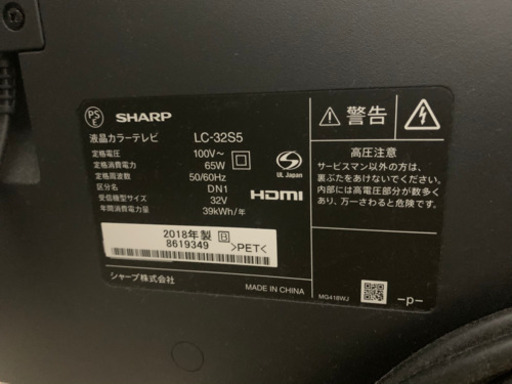 PS
E
SHARP
液晶カラーテレビ LC-32S5
定格電圧 100V~
定格消費電力 65W
定格周波数 50/60Hz
区分名 DN1
受信機型サイズ 32V
年間消費電力量 39kWh/年
UL Japan
HDMI
2018年製 B
8619349
>PET<
シャープ株式会社
MADE IN CHINA
警告
高圧注意
サービスマン以外の方は、
裏ぶたをあけないでください。
内部には高電圧部分が数多く
あり、万一さわると危険です。
MG418WJ
-p-